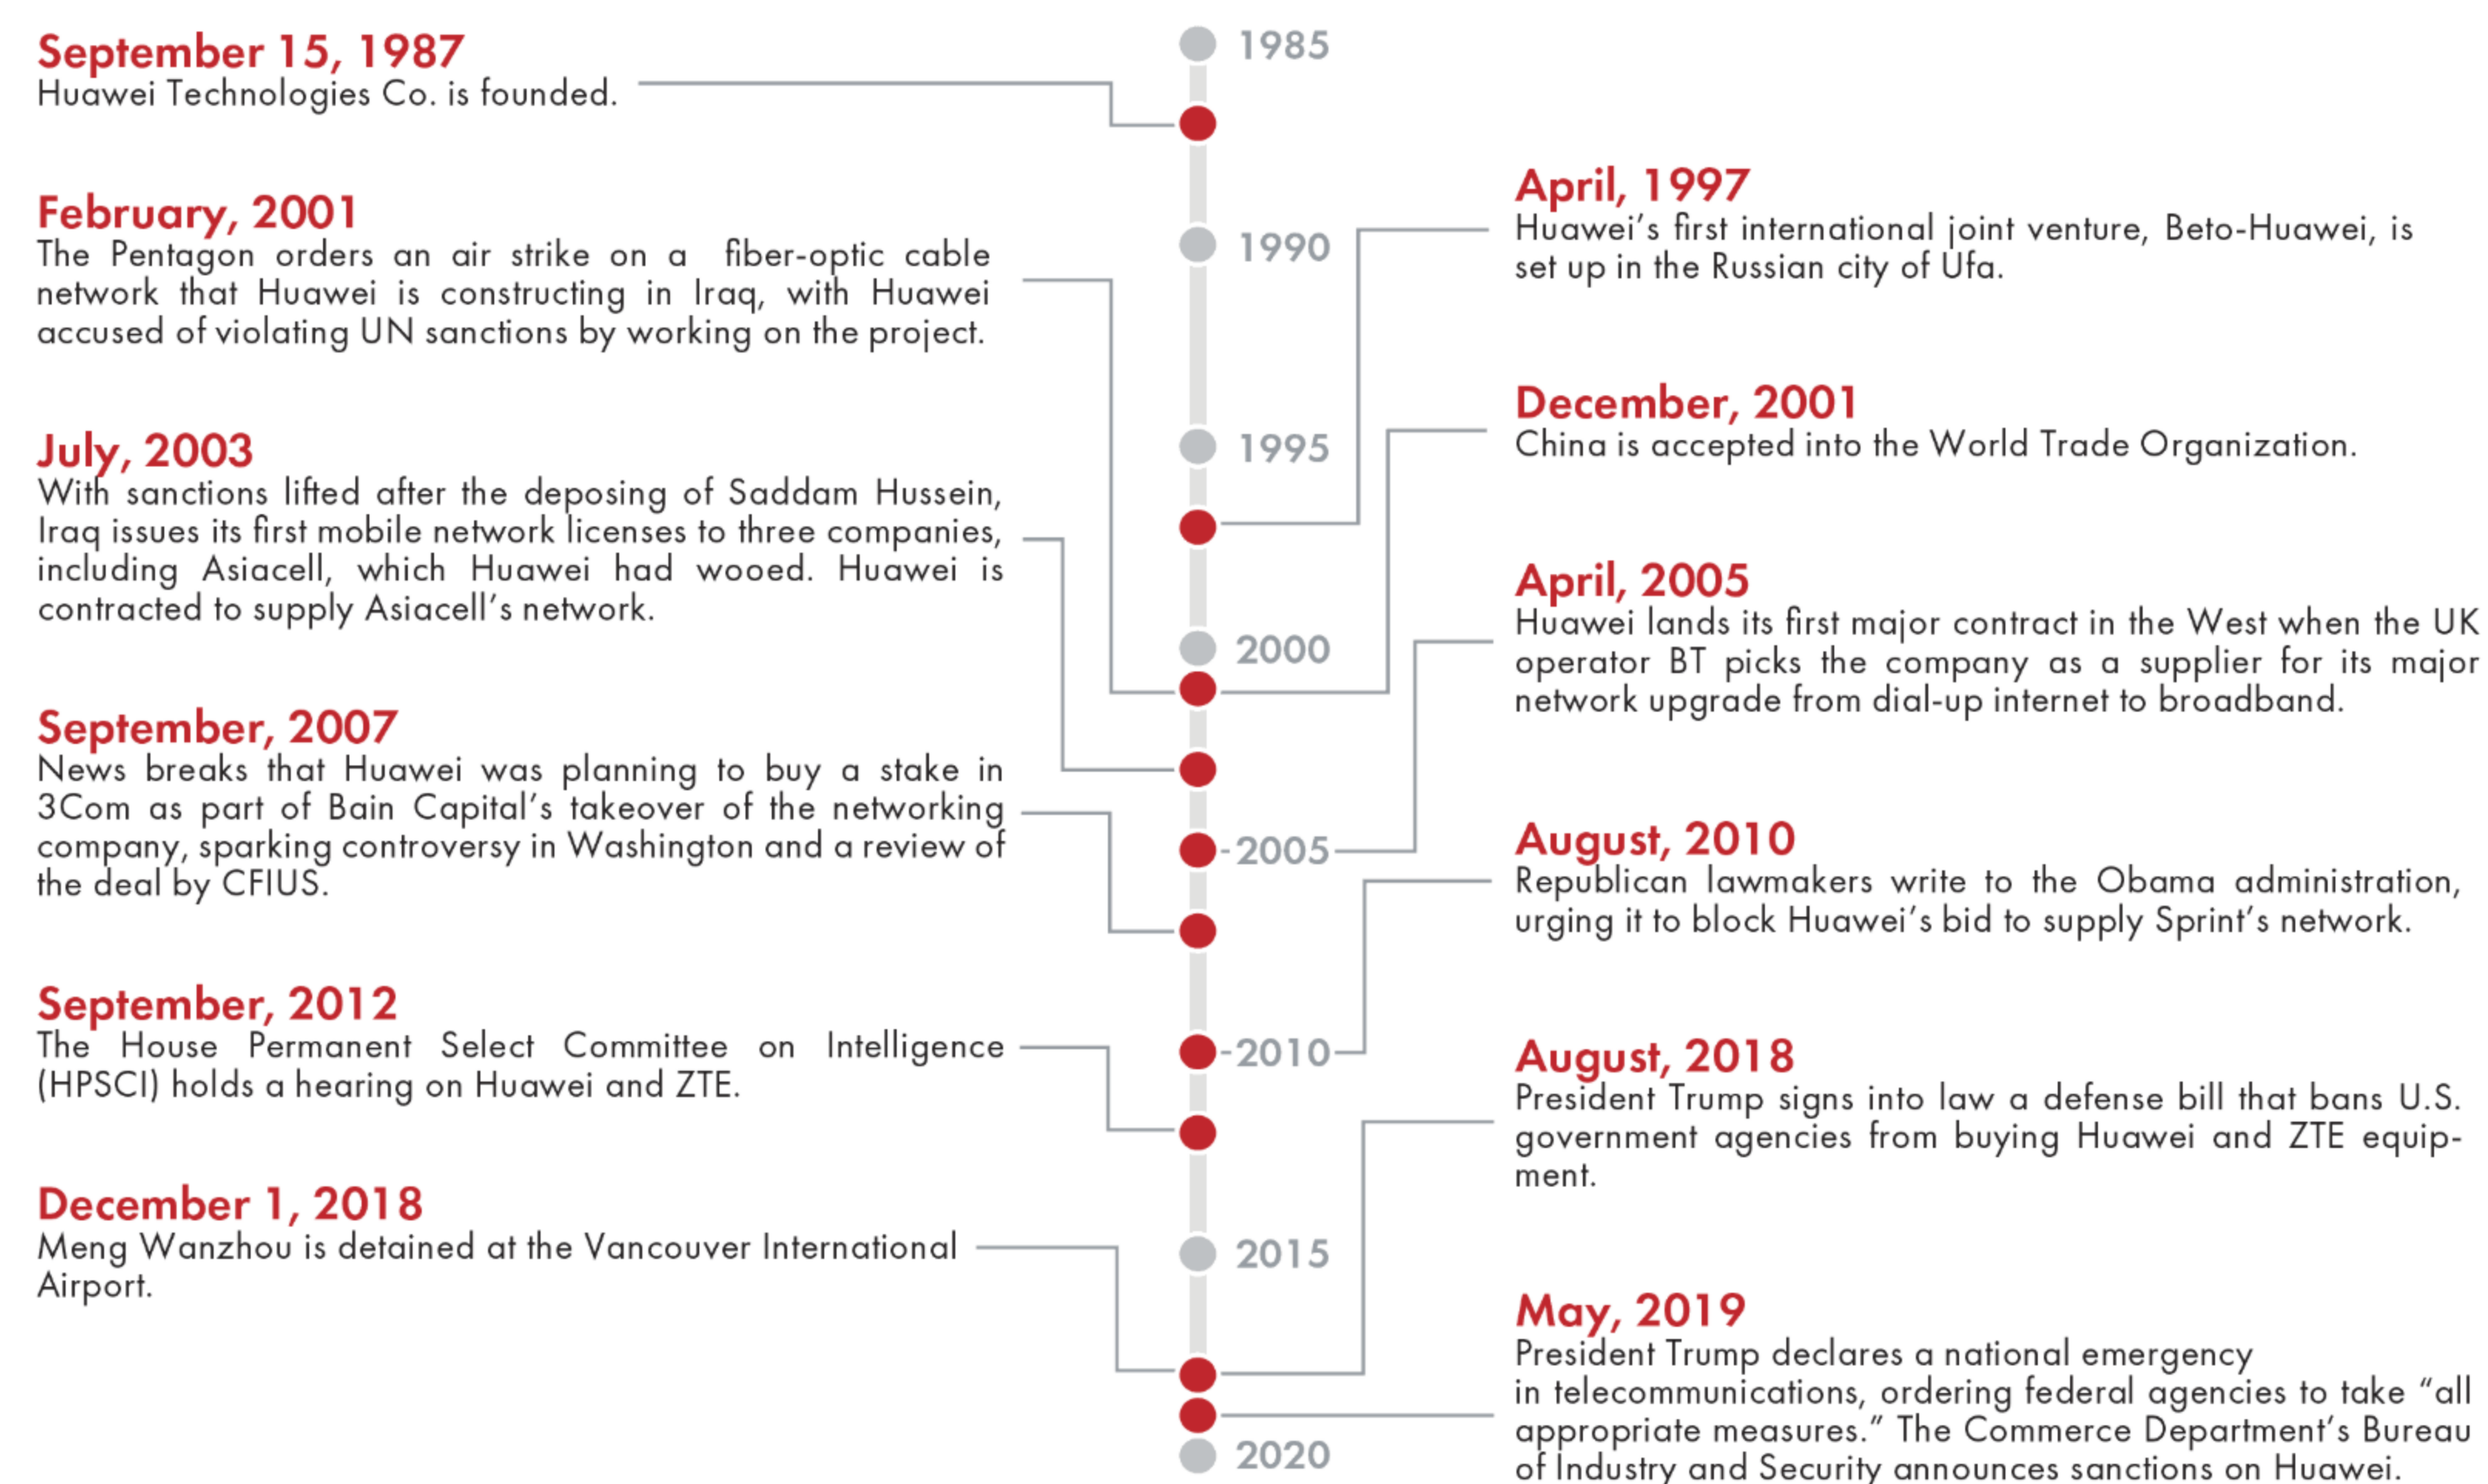 September 15, 1987
Huawei Technologies Co. is founded.
February, 2001
The Pentagon orders an air strike on a fiber-optic cable
network that Huawei is constructing in Iraq, with Huawei
accused of violating UN sanctions by working on the project.
July, 2003
With sanctions lifted after the deposing of Saddam Hussein,
Iraq issues its first mobile network licenses to three companies,
including Asiacell, which Huawei had wooed. Huawei is
contracted to supply Asiacell's network.
September, 2007
News breaks that Huawei was planning to buy a stake in
3Com as part of Bain Capital's takeover of the networking
company, sparking controversy in Washington and a review of
the deal by CFIUS.
September, 2012
The House Permanent Select Committee on Intelligence
(HPSCI) holds a hearing on Huawei and ZTE.
December 1, 2018
Meng Wanzhou is detained at the Vancouver International
Airport.
1985
1990
1995
2000
2005
2010
2015
2020
April, 1997
Huawei's first international joint venture, Beto-Huawei, is
set up in the Russian city of Ufa.
December, 2001
China is accepted into the World Trade Organization.
April, 2005
Huawei lands its first major contract in the West when the UK
operator BT picks the company as a supplier for its major
network upgrade from dial-up internet to broadband.
August, 2010
Republican lawmakers write to the Obama administration,
urging it to block Huawei's bid to supply Sprint's network.
August, 2018
President Trump signs into law a defense bill that bans U.S.
government agencies from buying Huawei and ZTE equip-
ment.
May, 2019
President Trump declares a national emergency
in telecommunications, ordering federal agencies to take "all
appropriate measures." The Commerce Department's Bureau
of Industry and Security announces sanctions on Huawei.